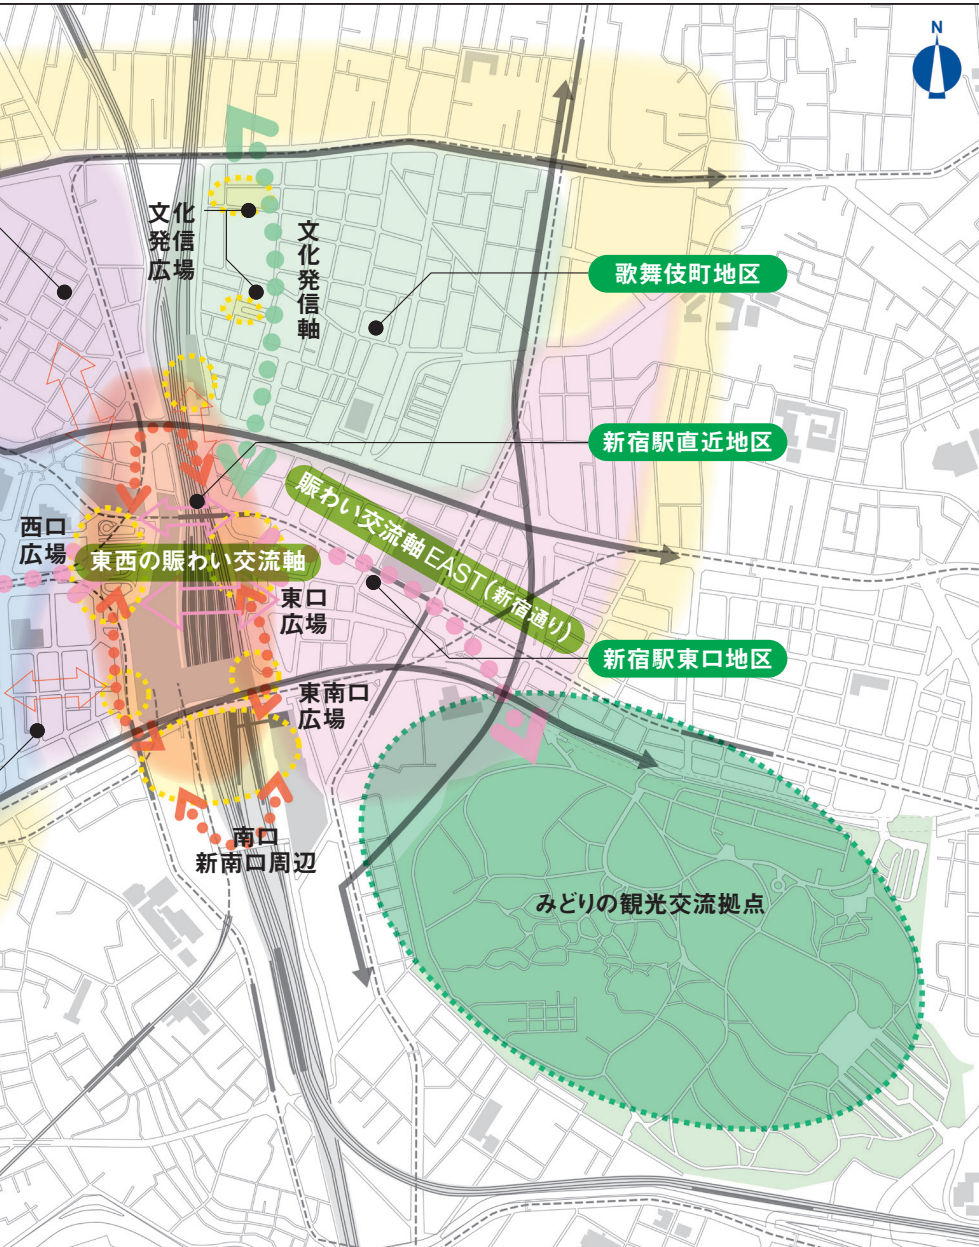 N
文化
発信
広場
文化発信軸
歌舞伎町地区
新宿駅直近地区
賑わい交流軸EAST(新宿通り)
西口
広場
東西の賑わい交流軸
東口
広場
新宿駅東口地区
東南口
広場
南口
新南口周辺
みどりの観光交流拠点